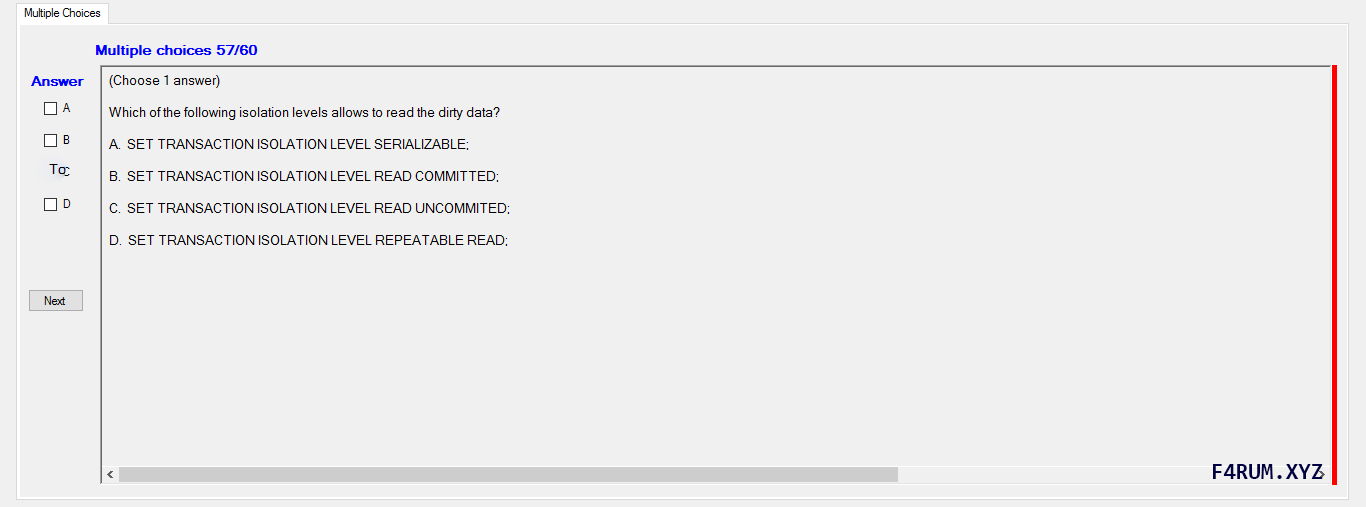 Multiple Choices
Multiple choices 57/60
Answer
(Choose 1 answer)
A
Which of the following isolation levels allows to read the dirty data?
B
A. SET TRANSACTION ISOLATION LEVEL SERIALIZABLE;
To:
B. SET TRANSACTION ISOLATION LEVEL READ COMMITTED;
D
C. SET TRANSACTION ISOLATION LEVEL READ UNCOMMITED;
D. SET TRANSACTION ISOLATION LEVEL REPEATABLE READ;
Next
F4RUM.XYZ